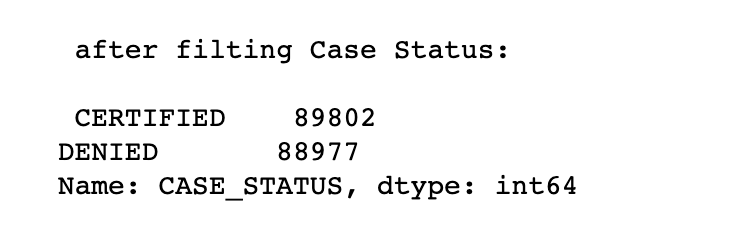 after filting Case Status:
CERTIFIED    89802
DENIED       88977
Name: CASE_STATUS, dtype: int64